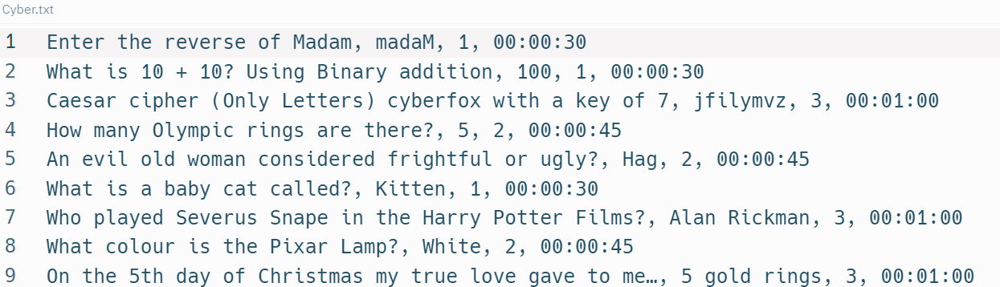 Cyber.txt
1 Enter the reverse of Madam, madaM, 1, 00:00:30
2 What is 10 + 10? Using Binary addition, 100, 1, 00:00:30
3 Caesar cipher (Only Letters) cyberfox with a key of 7, jfilymvz, 3, 00:01:00
4 How many Olympic rings are there?, 5, 2, 00:00:45
5 An evil old woman considered frightful or ugly?, Hag, 2, 00:00:45
6 What is a baby cat called?, Kitten, 1, 00:00:30
7 Who played Severus Snape in the Harry Potter Films?, Alan Rickman, 3, 00:01:00
8 What colour is the Pixar Lamp?, White, 2, 00:00:45
9 On the 5th day of Christmas my true love gave to me…, 5 gold rings, 3, 00:01:00